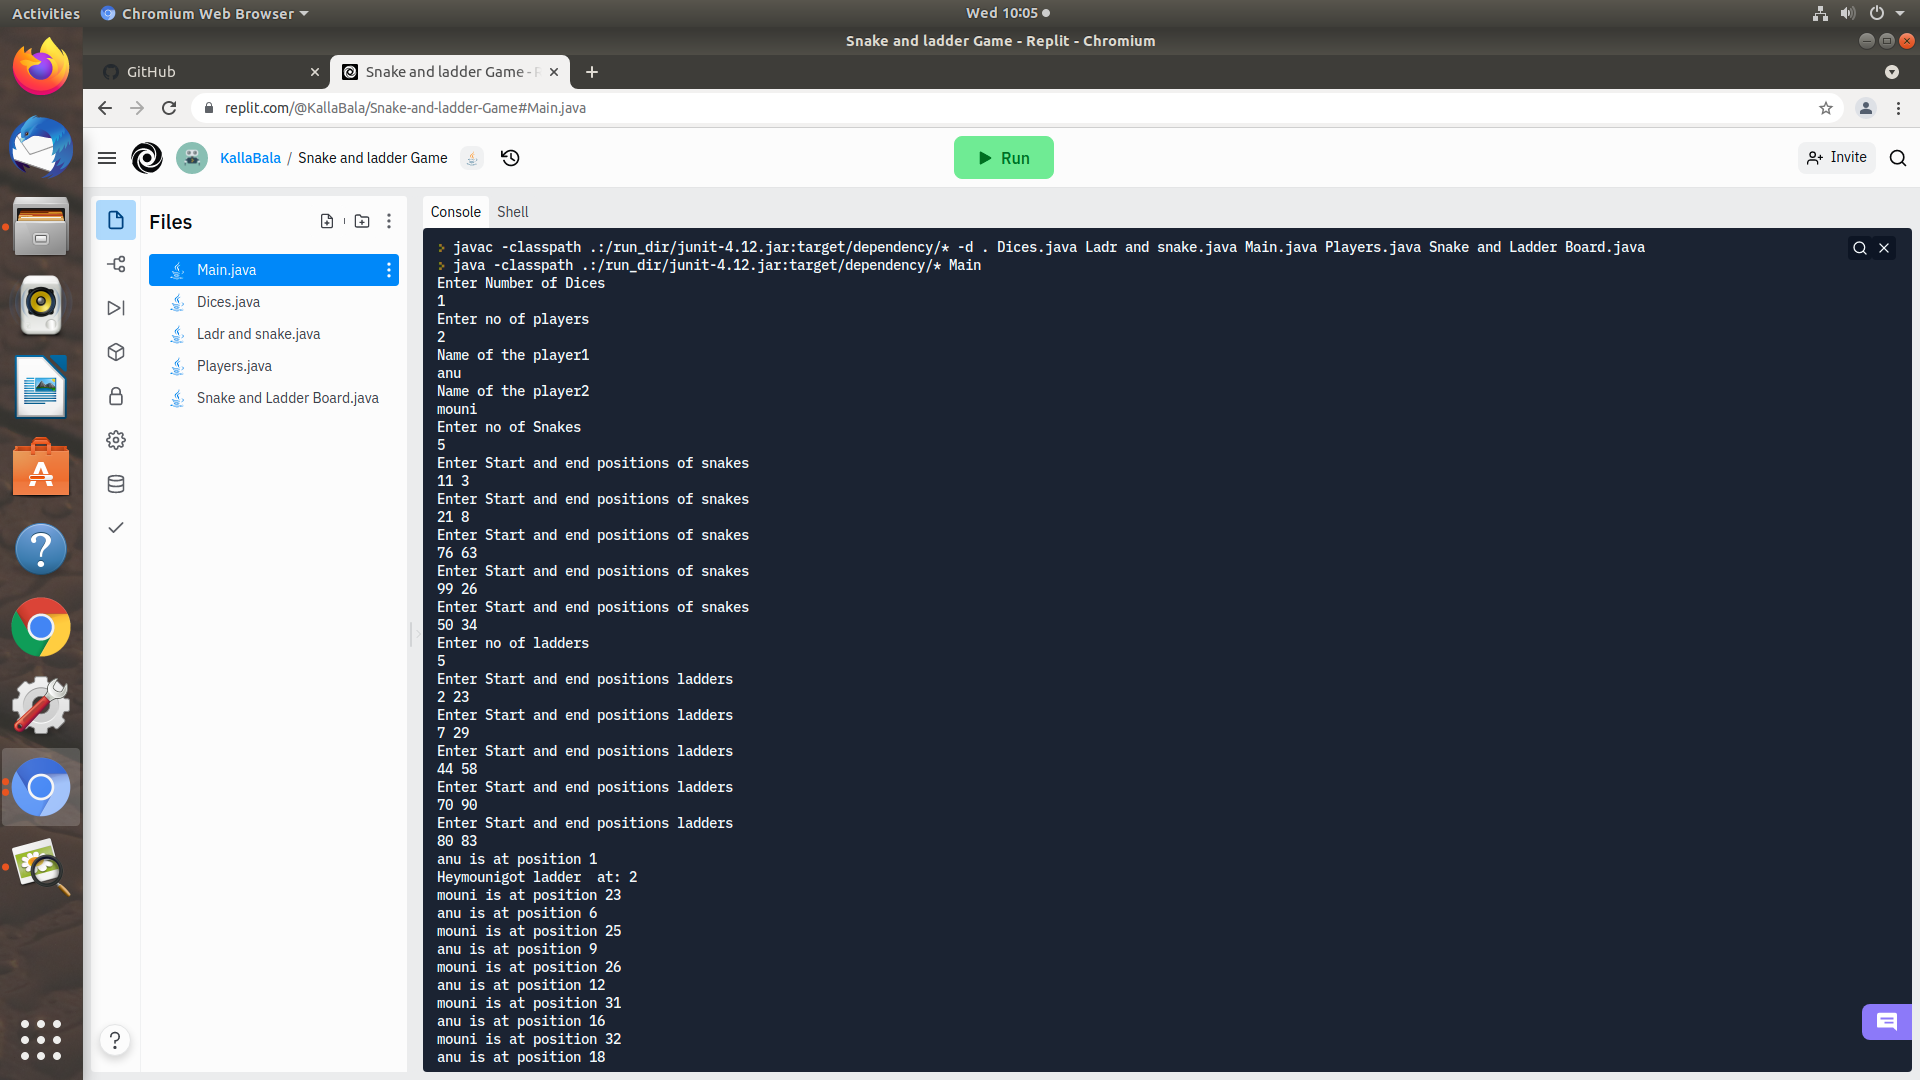 Activities
Chromium Web Browser
Wed 10:05
Snake and ladder Game - Replit - Chromium
GitHub
Snake and ladder Game -
replit.com/@KallaBala/Snake-and-ladder-Game#Main.java
KallaBala / Snake and ladder Game
Run
Invite
Files
Main.java
Dices.java
Ladr and snake.java
Players.java
Snake and Ladder Board.java
Console
Shell
javac -classpath .:/run_dir/junit-4.12.jar:target/dependency/* -d . Dices.java Ladr and snake.java Main.java Players.java Snake and Ladder Board.java
java -classpath .:/run_dir/junit-4.12.jar:target/dependency/* Main
Enter Number of Dices
1
Enter no of players
2
Name of the player1
anu
Name of the player2
mouni
Enter no of Snakes
5
Enter Start and end positions of snakes
11 3
Enter Start and end positions of snakes
21 8
Enter Start and end positions of snakes
76 63
Enter Start and end positions of snakes
99 26
Enter Start and end positions of snakes
50 34
Enter no of ladders
5
Enter Start and end positions ladders
2 23
Enter Start and end positions ladders
7 29
Enter Start and end positions ladders
44 58
Enter Start and end positions ladders
70 90
Enter Start and end positions ladders
80 83
anu is at position 1
Heymounigot ladder  at: 2
mouni is at position 23
anu is at position 6
mouni is at position 25
anu is at position 9
mouni is at position 26
anu is at position 12
mouni is at position 31
anu is at position 16
mouni is at position 32
anu is at position 18